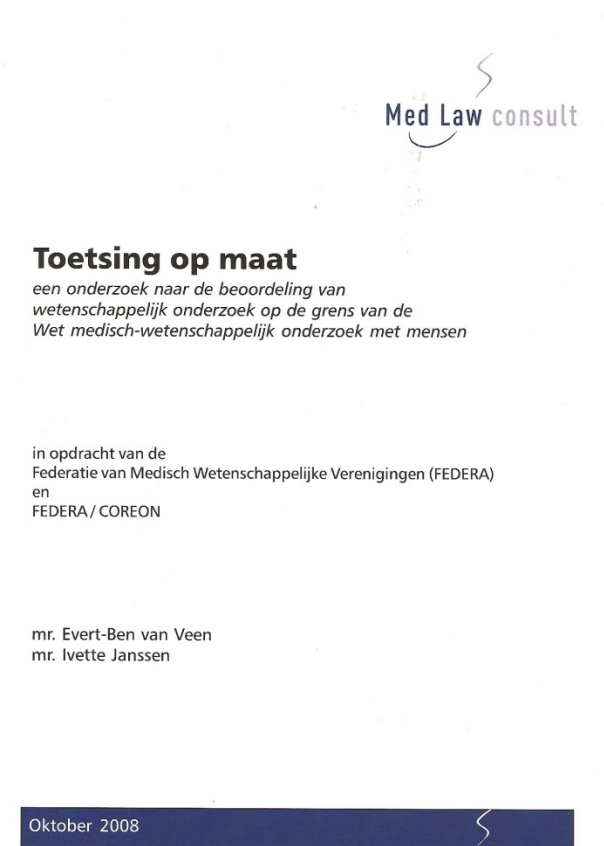 Med Law consult
Toetsing op maat
een onderzoek naar de beoordeling van
wetenschappelijk onderzoek op de grens van de
Wet medisch-wetenschappelijk onderzoek met mensen
in opdracht van de
Federatie van Medisch Wetenschappelijke Verenigingen (FEDERA)
en
FEDERA / COREON
mr. Evert-Ben van Veen
mr. Ivette Janssen
Oktober 2008